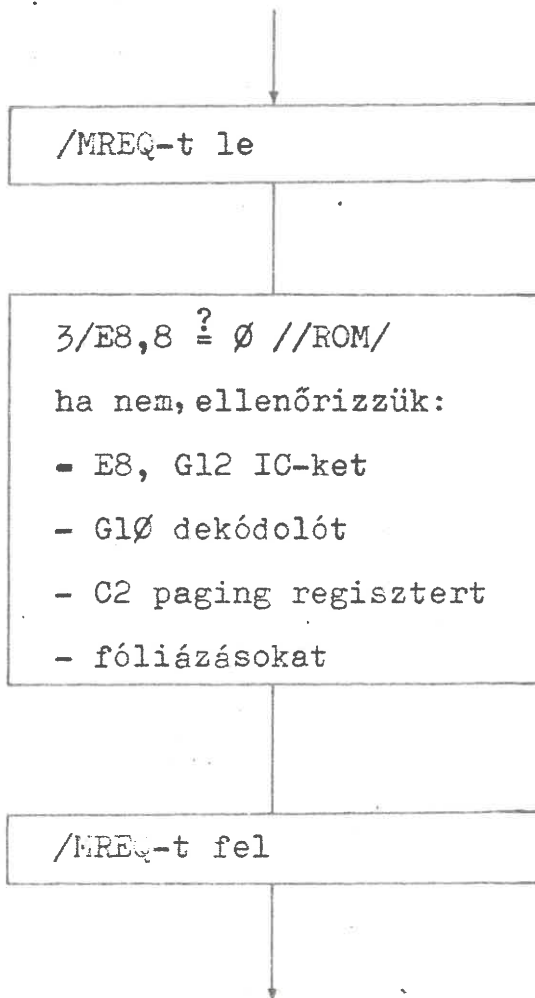 /MREQ-t le
3/E8,8 ≟ Ø //ROM/
ha nem, ellenőrizzük:
- E8, G12 IC-ket
- G1Ø dekódolót
- C2 paging regisztert
- fóliázásokat
/MREQ-t fel